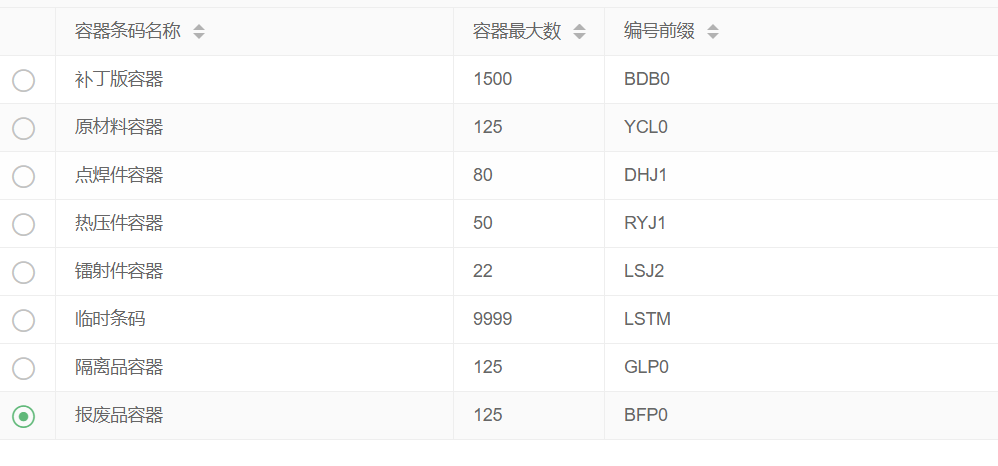 容器条码名称 容器最大数 编号前缀
补丁版容器 1500 BDB0
原材料容器 125 YCL0
点焊件容器 80 DHJ1
热压件容器 50 RYJ1
镭射件容器 22 LSJ2
临时条码 9999 LSTM
隔离品容器 125 GLP0
报废品容器 125 BFP0